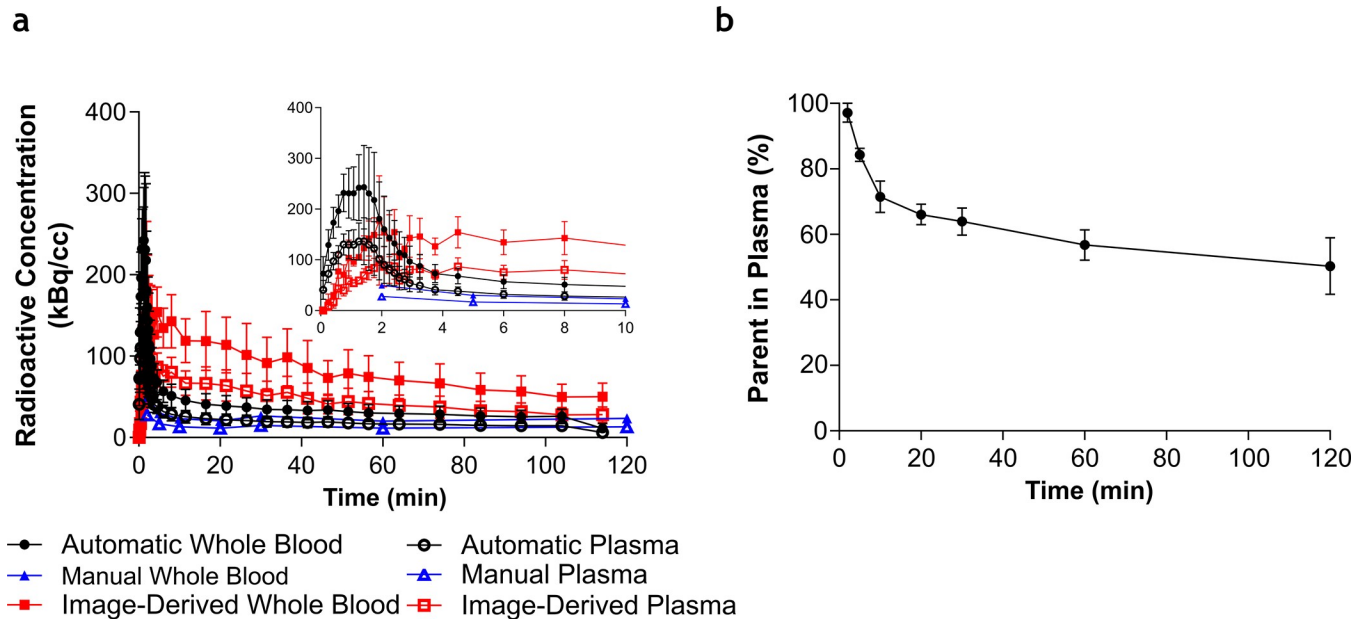 a
b
Radioactive Concentration
(kBq/cc)
400
300
200
100
0
0
20
40
60
80
100
120
Time (min)
400
300
200
100
0
0
2
4
6
8
10
Parent in Plasma (%)
100
80
60
40
20
0
0
20
40
60
80
100
120
Time (min)
Automatic Whole Blood
Automatic Plasma
Manual Whole Blood
Manual Plasma
Image-Derived Whole Blood
Image-Derived Plasma